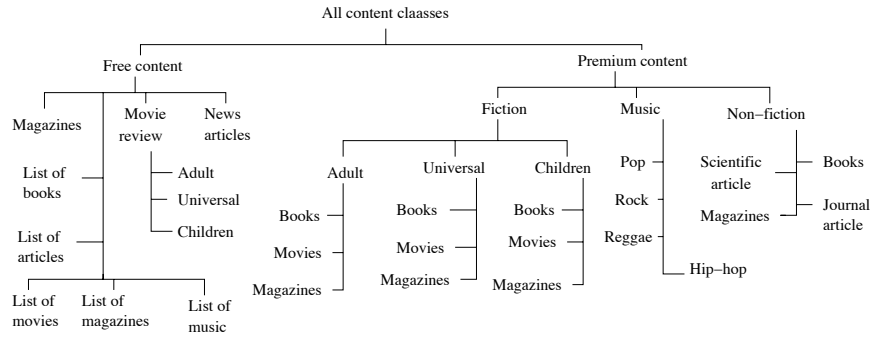 All content claasses
Free content
Premium content
Magazines
Movie
review
News
articles
Fiction
Music
Non-fiction
List of
books
Adult
Universal
Children
List of
articles
List of
movies
List of
magazines
List of
music
Adult
Universal
Children
Books
Movies
Magazines
Books
Movies
Magazines
Books
Movies
Magazines
Pop
Rock
Reggae
Hip-hop
Scientific
article
Magazines
Books
Journal
article